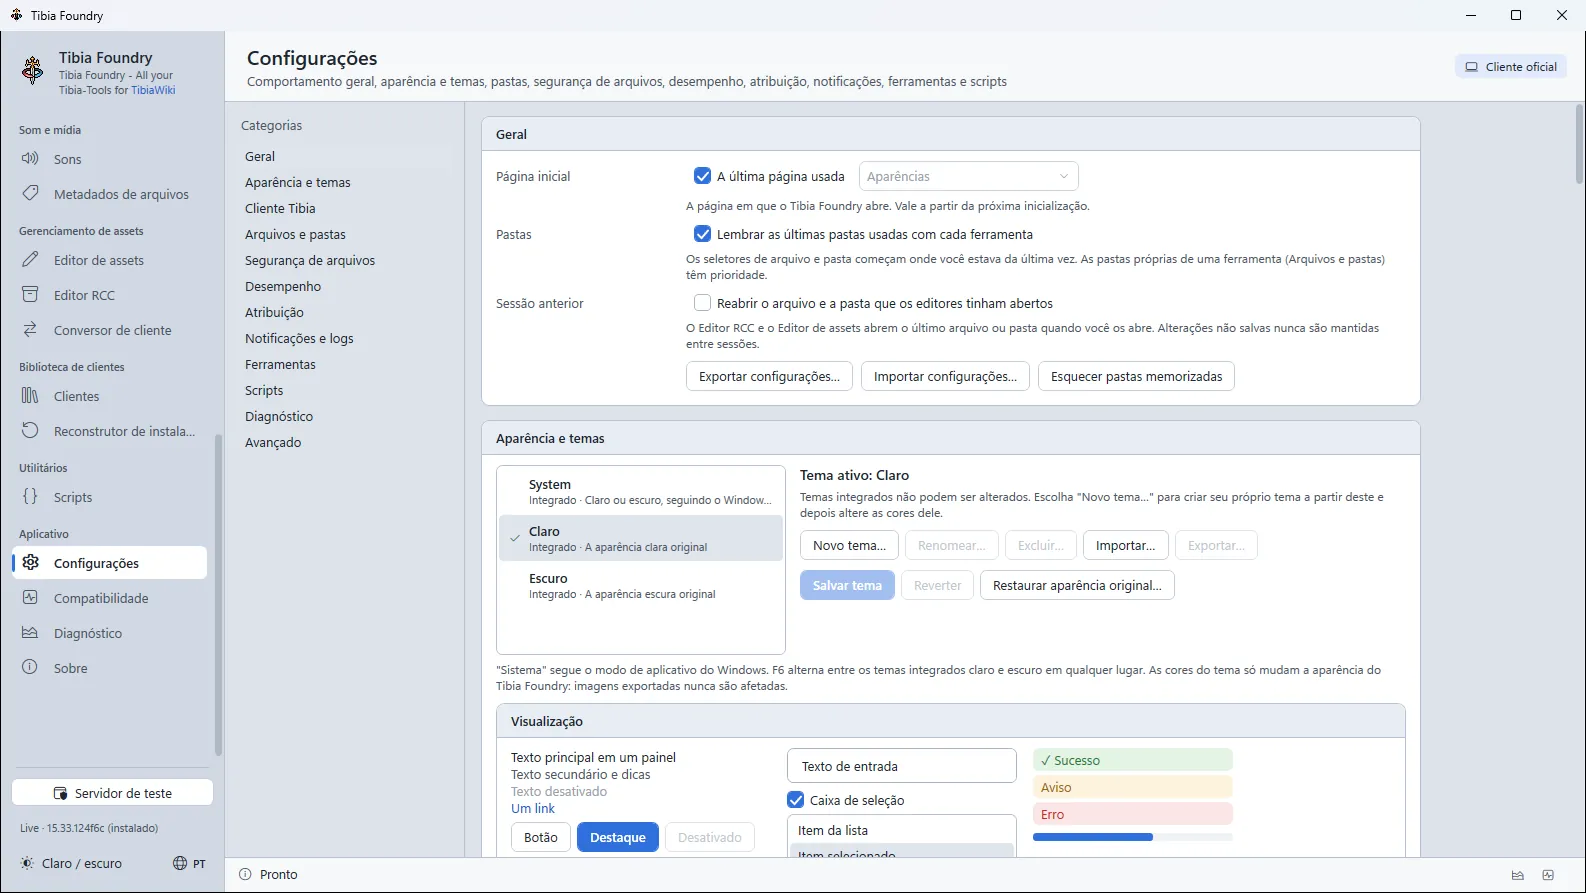 Tibia Foundry
Tibia Foundry
Tibia Foundry - All your
Tibia-Tools for TibiaWiki
Som e mídia
Sons
Metadados de arquivos
Gerenciamento de assets
Editor de assets
Editor RCC
Conversor de cliente
Biblioteca de clientes
Clientes
Reconstrutor de instala...
Utilitários
Scripts
Aplicativo
Configurações
Compatibilidade
Diagnóstico
Sobre
Servidor de teste
Live · 15.33.124f6c (instalado)
Claro / escuro
PT
Configurações
Comportamento geral, aparência e temas, pastas, segurança de arquivos, desempenho, atribuição, notificações, ferramentas e scripts
Cliente oficial
Categorias
Geral
Aparência e temas
Cliente Tibia
Arquivos e pastas
Segurança de arquivos
Desempenho
Atribuição
Notificações e logs
Ferramentas
Scripts
Diagnóstico
Avançado
Geral
Página inicial
A última página usada
Aparências
A página em que o Tibia Foundry abre. Vale a partir da próxima inicialização.
Pastas
Lembrar as últimas pastas usadas com cada ferramenta
Os seletores de arquivo e pasta começam onde você estava da última vez. As pastas próprias de uma ferramenta (Arquivos e pastas)
têm prioridade.
Sessão anterior
Reabrir o arquivo e a pasta que os editores tinham abertos
O Editor RCC e o Editor de assets abrem o último arquivo ou pasta quando você os abre. Alterações não salvas nunca são mantidas
entre sessões.
Exportar configurações...
Importar configurações...
Esquecer pastas memorizadas
Aparência e temas
System
Integrado · Claro ou escuro, seguindo o Window...
Claro
Integrado · A aparência clara original
Escuro
Integrado · A aparência escura original
Tema ativo: Claro
Temas integrados não podem ser alterados. Escolha "Novo tema..." para criar seu próprio tema a partir deste e
depois altere as cores dele.
Novo tema...
Renomear...
Excluir...
Importar...
Exportar...
Salvar tema
Reverter
Restaurar aparência original...
"Sistema" segue o modo de aplicativo do Windows. F6 alterna entre os temas integrados claro e escuro em qualquer lugar. As cores do tema só mudam a aparência do
Tibia Foundry: imagens exportadas nunca são afetadas.
Visualização
Texto principal em um painel
Texto secundário e dicas
Texto desativado
Um link
Botão
Destaque
Desativado
Texto de entrada
Caixa de seleção
Item da lista
Item selecionado
✓ Sucesso
Aviso
Erro
Pronto